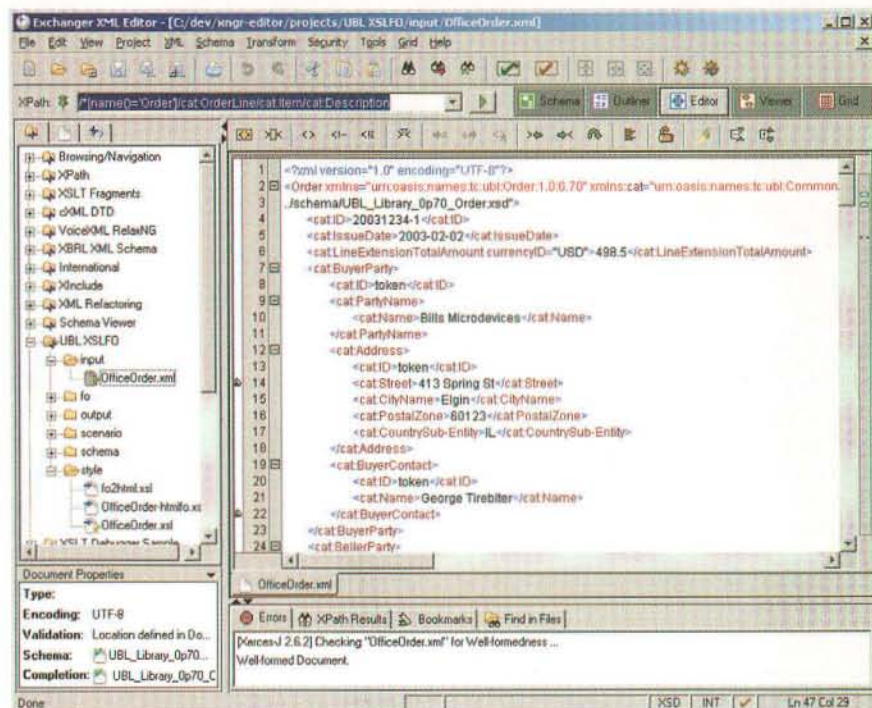 Exchanger XML Editor - [C:/dev/xngr-editor/projects/UBL XSLFO/input/OfficeOrder.xml]
File Edit View Project XML Schema Transform Security Tools Grid Help
XPath: /*[name()='Order']/cat:OrderLine/cat:Item/cat:Description
Schema Outliner Editor Viewer Grid
Browsing/Navigation
XPath
XSLT Fragments
cXML DTD
VoiceXML RelaxNG
XBRL XML Schema
International
XInclude
XML Refactoring
Schema Viewer
UBL XSLFO
input
OfficeOrder.xml
fo
output
scenario
schema
style
fo2html.xsl
OfficeOrder-htmlfo.xs
OfficeOrder.xsl
XSLT Debugger Sample
Document Properties
Type:
Encoding: UTF-8
Validation: Location defined in Do...
Schema: UBL_Library_0p70...
Completion: UBL_Library_0p70_O
1 <?xml version="1.0" encoding="UTF-8"?>
2 <Order xmlns="urn:oasis:names:tc:ubl:Order:1.0:0.70" xmlns:cat="urn:oasis:names:tc:ubl:Common
3 ../schema/UBL_Library_0p70_Order.xsd">
4 <cat:ID>20031234-1</cat:ID>
5 <cat:IssueDate>2003-02-02</cat:IssueDate>
6 <cat:LineExtensionTotalAmount currencyID="USD">498.5</cat:LineExtensionTotalAmount>
7 <cat:BuyerParty>
8 <cat:ID>token</cat:ID>
9 <cat:PartyName>
10 <cat:Name>Bills Microdevices</cat:Name>
11 </cat:PartyName>
12 <cat:Address>
13 <cat:ID>token</cat:ID>
14 <cat:Street>413 Spring St</cat:Street>
15 <cat:CityName>Elgin</cat:CityName>
16 <cat:PostalZone>60123</cat:PostalZone>
17 <cat:CountrySub-Entity>IL</cat:CountrySub-Entity>
18 </cat:Address>
19 <cat:BuyerContact>
20 <cat:ID>token</cat:ID>
21 <cat:Name>George Tirebiter</cat:Name>
22 </cat:BuyerContact>
23 </cat:BuyerParty>
24 <cat:SellerParty>
OfficeOrder.xml
Errors XPath Results Bookmarks Find in Files
[Xerces-J 2.6.2] Checking "OfficeOrder.xml" for Well-formedness ...
Well-formed Document.
Done XSD INT Ln 47 Col 29